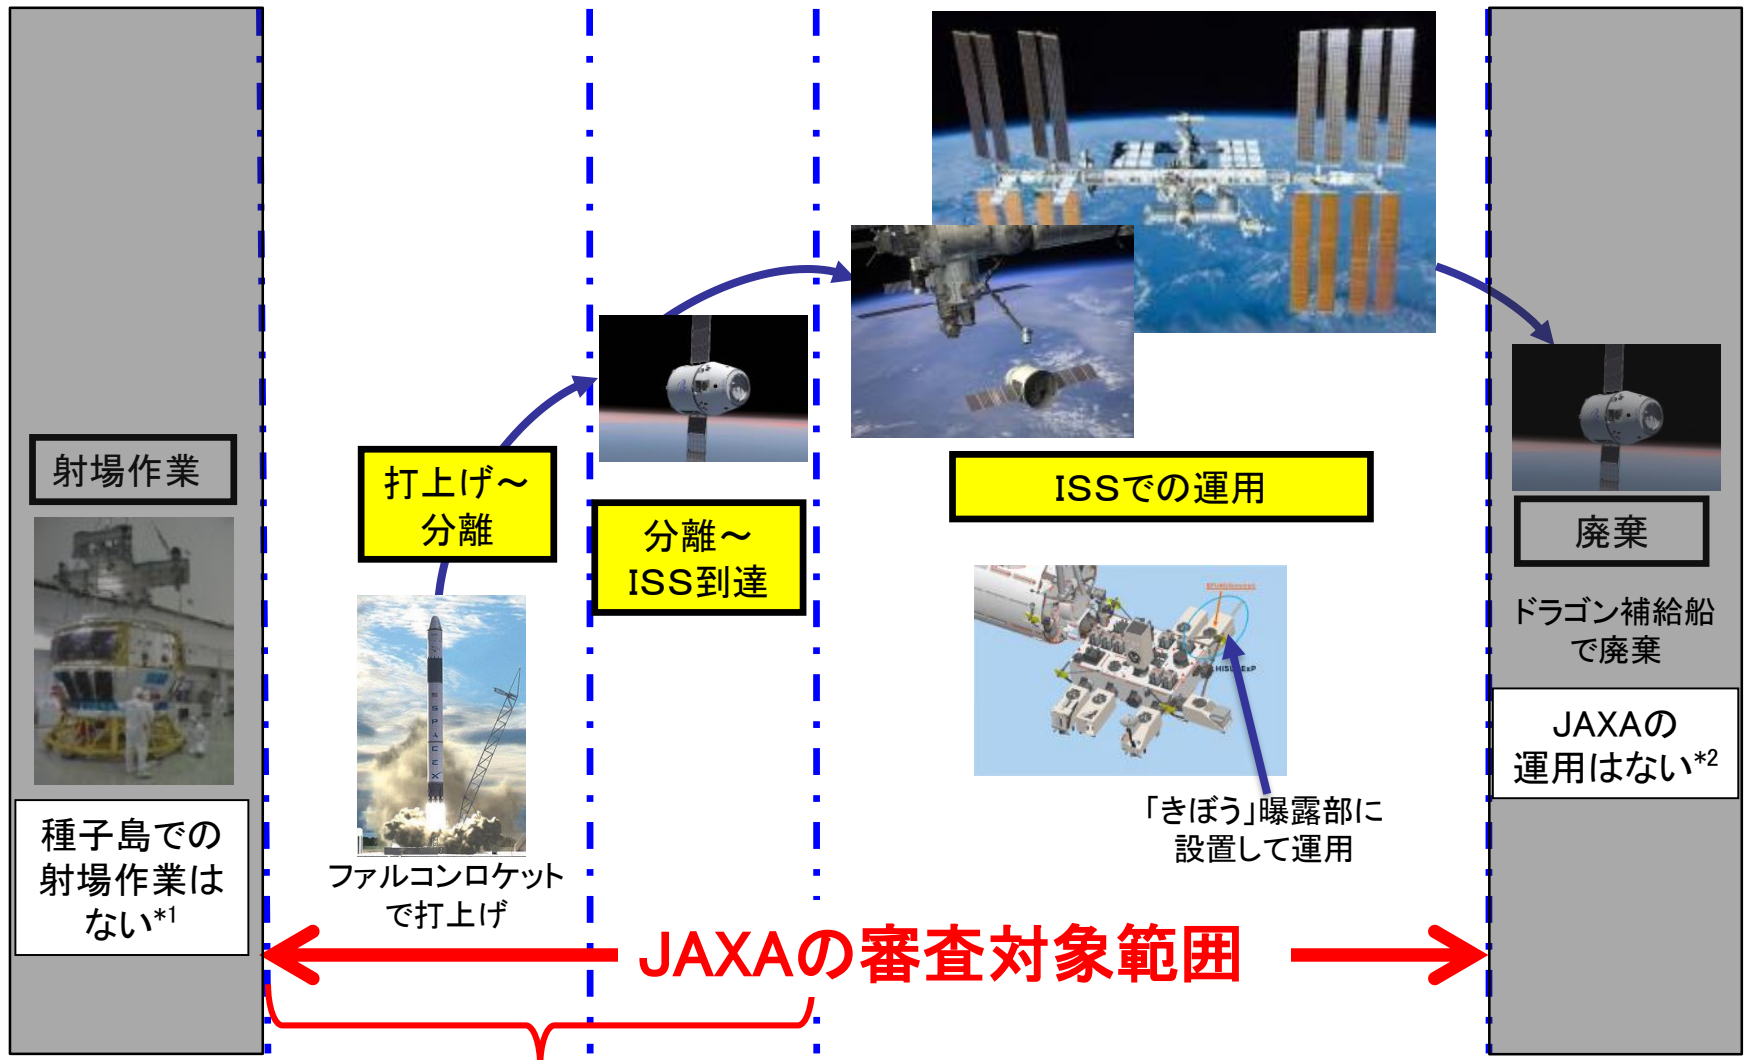 射場作業
種子島での
射場作業は
ない*1
打上げ～
分離
ファルコンロケット
で打上げ
分離～
ISS到達
ISSでの運用
「きぼう」曝露部に
設置して運用
廃棄
ドラゴン補給船
で廃棄
JAXAの
運用はない*2
JAXAの審査対象範囲
SPACEX